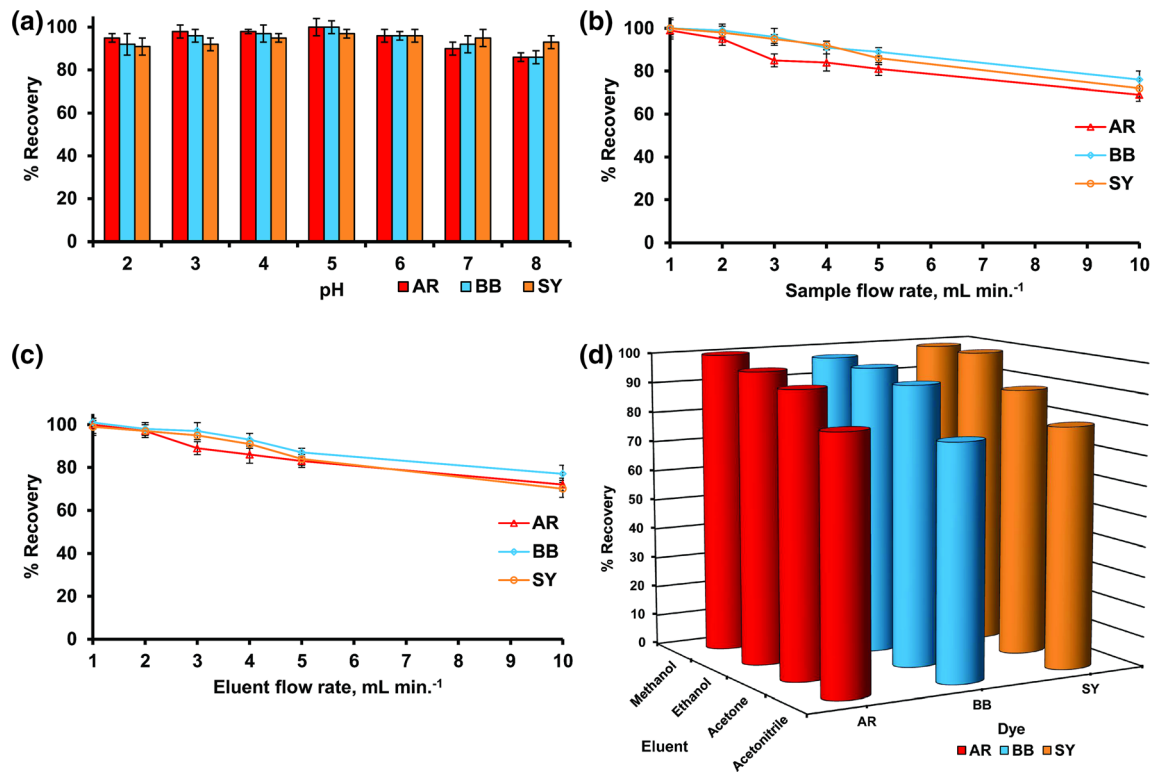 (a)
% Recovery
100
80
60
40
20
0
2 3 4 5 6 7 8
pH
AR BB SY
(b)
% Recovery
100
80
60
40
20
0
AR
BB
SY
1 2 3 4 5 6 7 8 9 10
Sample flow rate, mL min.-1
(c)
% Recovery
100
80
60
40
20
0
AR
BB
SY
1 2 3 4 5 6 7 8 9 10
Eluent flow rate, mL min.-1
(d)
% Recovery
100
90
80
70
60
50
40
30
20
10
0
Methanol
Ethanol
Acetone
Acetonitrile
Eluent
AR
BB
SY
Dye
AR BB SY